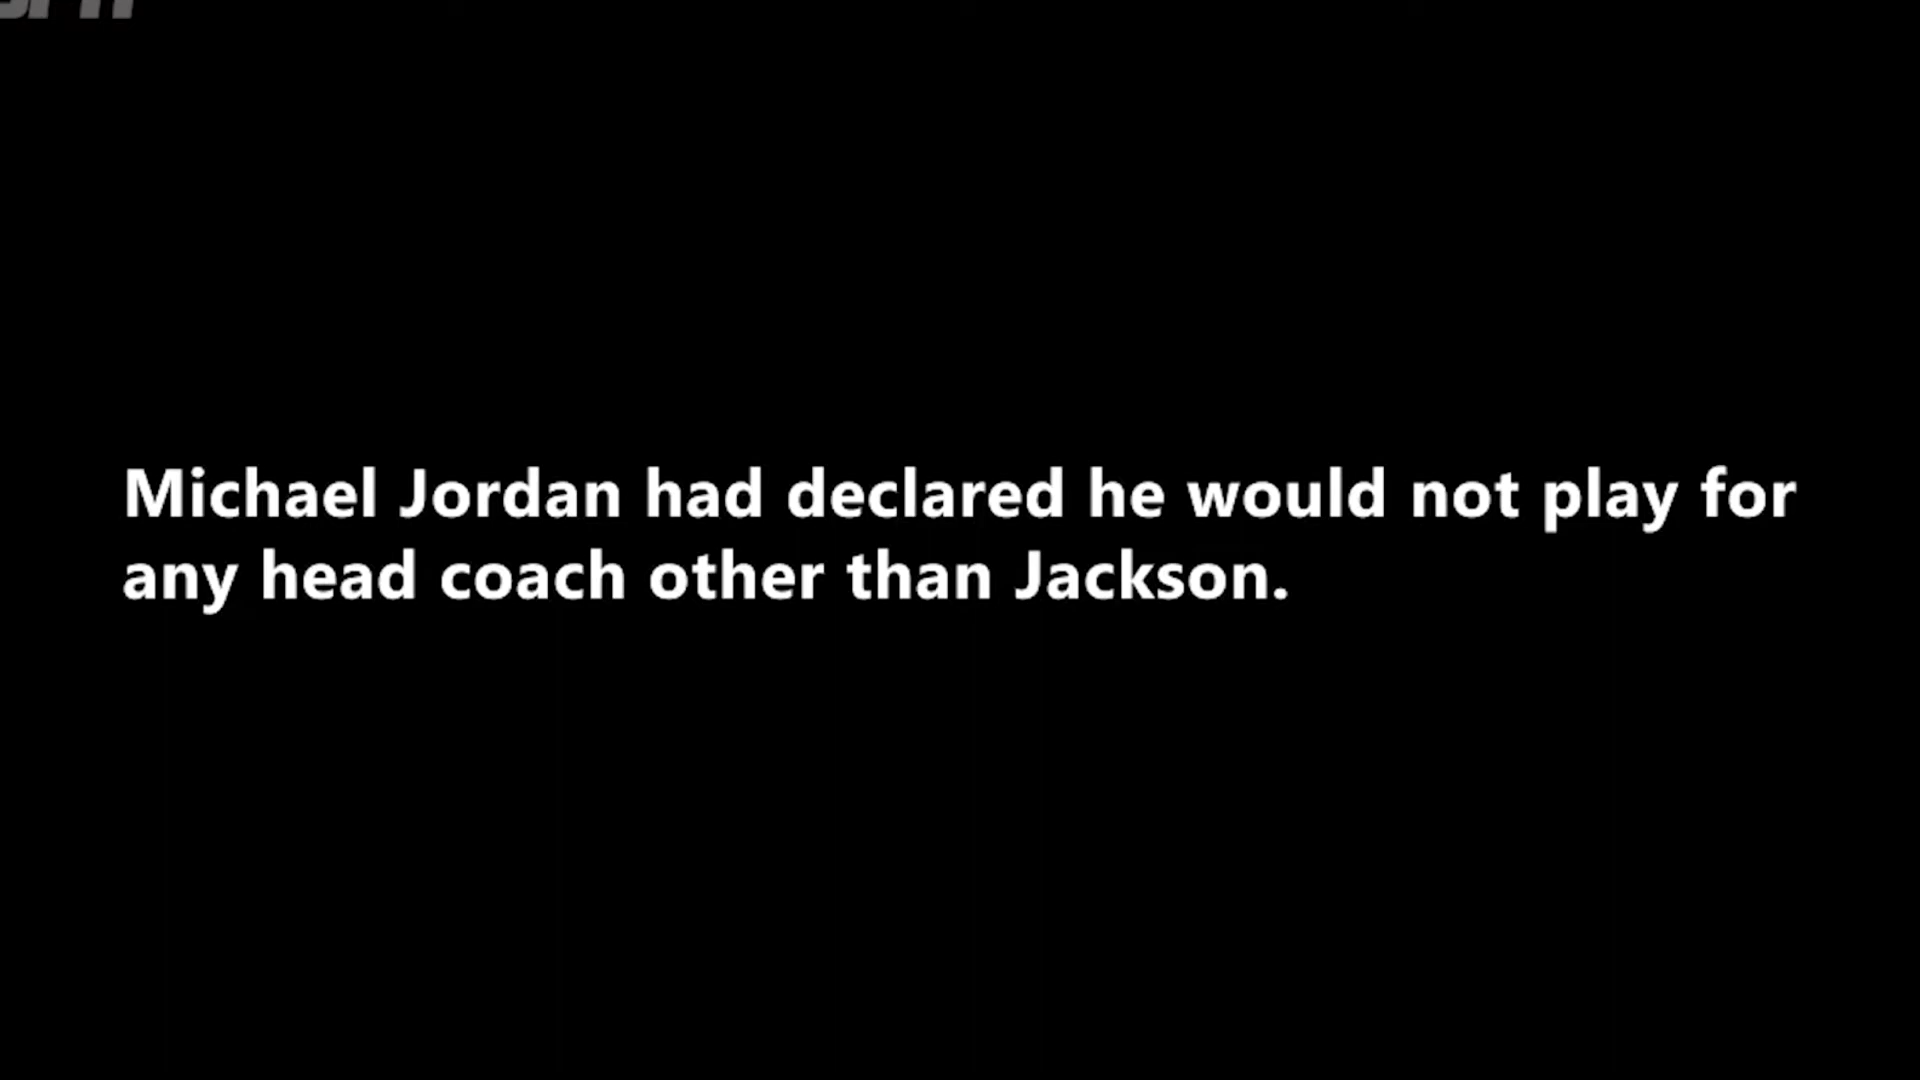 Michael Jordan had declared he would not play for
any head coach other than Jackson.